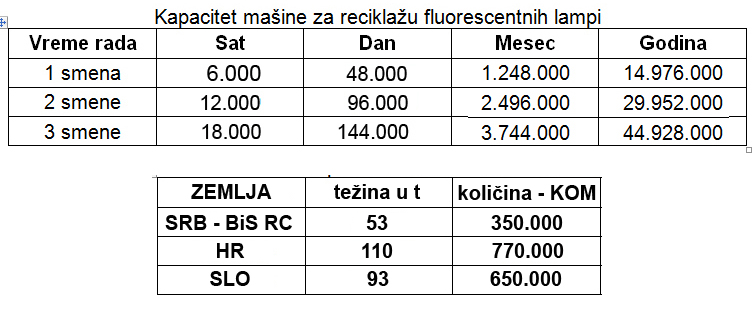 Kapacitet mašine za reciklažu fluorescentnih lampi
Vreme rada Sat Dan Mesec Godina
1 smena 6.000 48.000 1.248.000 14.976.000
2 smene 12.000 96.000 2.496.000 29.952.000
3 smene 18.000 144.000 3.744.000 44.928.000
ZEMLJA težina u t količina - KOM
SRB - BiS RC 53 350.000
HR 110 770.000
SLO 93 650.000